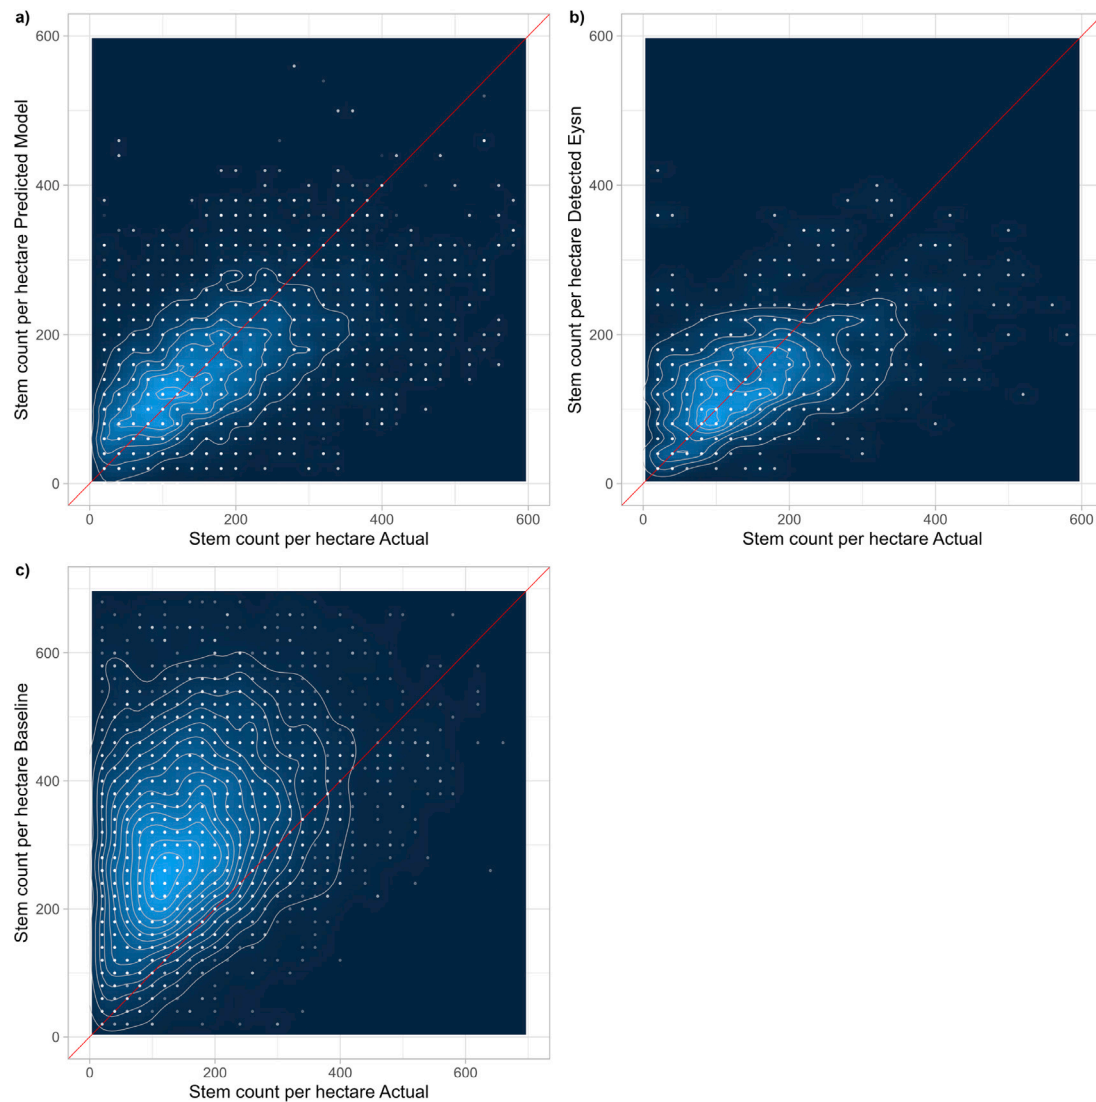 a)
600
400
200
0
Stem count per hectare Predicted Model
0 200 400 600
Stem count per hectare Actual
b)
600
400
200
0
Stem count per hectare Detected Eysn
0 200 400 600
Stem count per hectare Actual
c)
600
400
200
0
Stem count per hectare Baseline
0 200 400 600
Stem count per hectare Actual